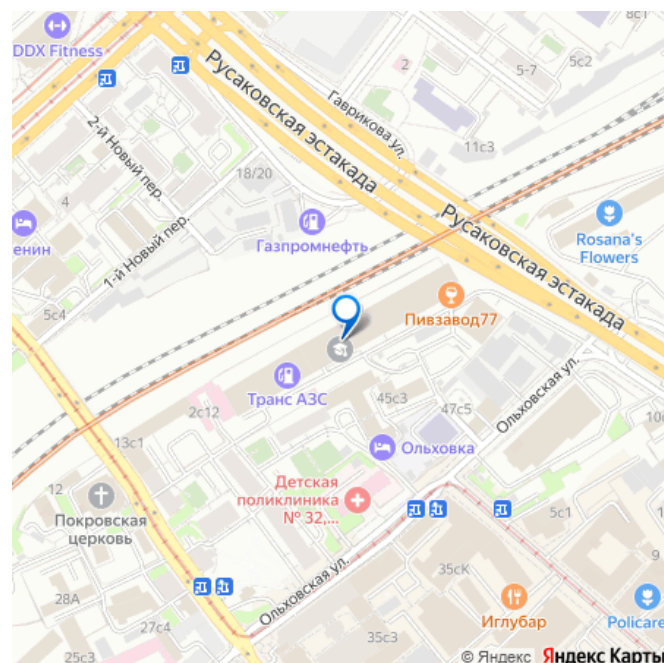 8с1
DDX Fitness
5с2
2
5-7
Русаковская эстакада
Гаврикова Ул.
11с3
2-й Новый пер.
18/20
4
Русаковская эстакада
Газпромнефть
Rosana's
Flowers
енин
1-й Новый пер.
5с4
Пивзавод77
Транс АЗС
45с3
2с12
47с5
Ольховская ул.
10с
13с1
Ольховка
12
Детская
поликлиника
№ 32,...
Покровская
церковь
5с1
9
Ольховская ул.
35сК
28А
27с4
Иглубар
Policare
35с3
© Яндекс Яндекс Карты